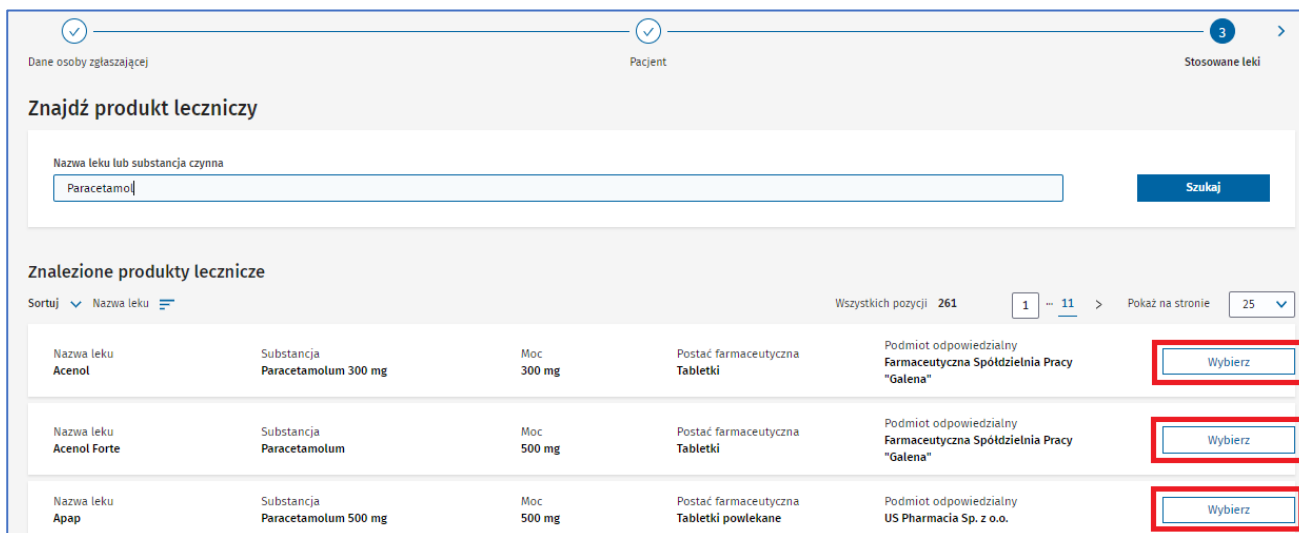 3
Dane osoby zgłaszającej
Pacjent
Stosowane leki
Znajdź produkt leczniczy
Nazwa leku lub substancja czynna
Paracetamol
Szukaj
Znalezione produkty lecznicze
Sortuj Nazwa leku
Wszystkich pozycji 261
1 ... 11 >
Pokaż na stronie 25
Nazwa leku
Acenol
Substancja
Paracetamolum 300 mg
Moc
300 mg
Postać farmaceutyczna
Tabletki
Podmiot odpowiedzialny
Farmaceutyczna Spółdzielnia Pracy
"Galena"
Wybierz
Nazwa leku
Acenol Forte
Substancja
Paracetamolum
Moc
500 mg
Postać farmaceutyczna
Tabletki
Podmiot odpowiedzialny
Farmaceutyczna Spółdzielnia Pracy
"Galena"
Wybierz
Nazwa leku
Apap
Substancja
Paracetamolum 500 mg
Moc
500 mg
Postać farmaceutyczna
Tabletki powlekane
Podmiot odpowiedzialny
US Pharmacia Sp. z o.o.
Wybierz